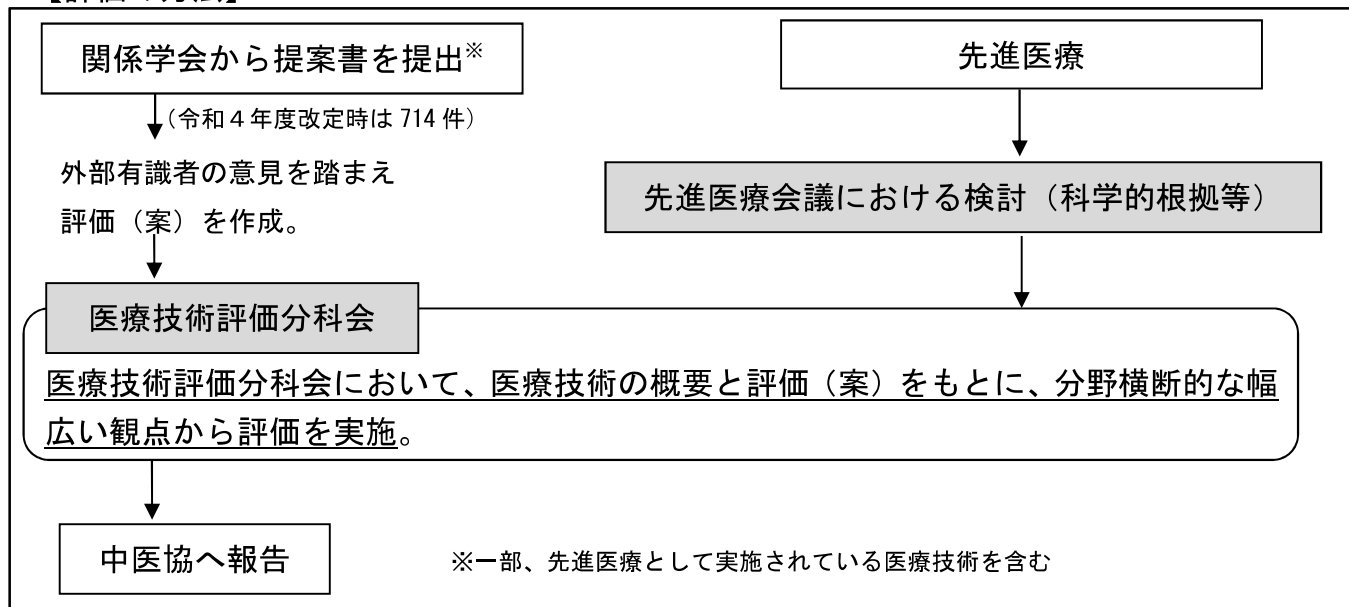 【評価の方法】
関係学会から提案書を提出※
（令和４年度改定時は 714 件）
外部有識者の意見を踏まえ
評価（案）を作成。
先進医療
先進医療会議における検討（科学的根拠等）
医療技術評価分科会
医療技術評価分科会において、医療技術の概要と評価（案）をもとに、分野横断的な幅
広い観点から評価を実施。
中医協へ報告
※一部、先進医療として実施されている医療技術を含む